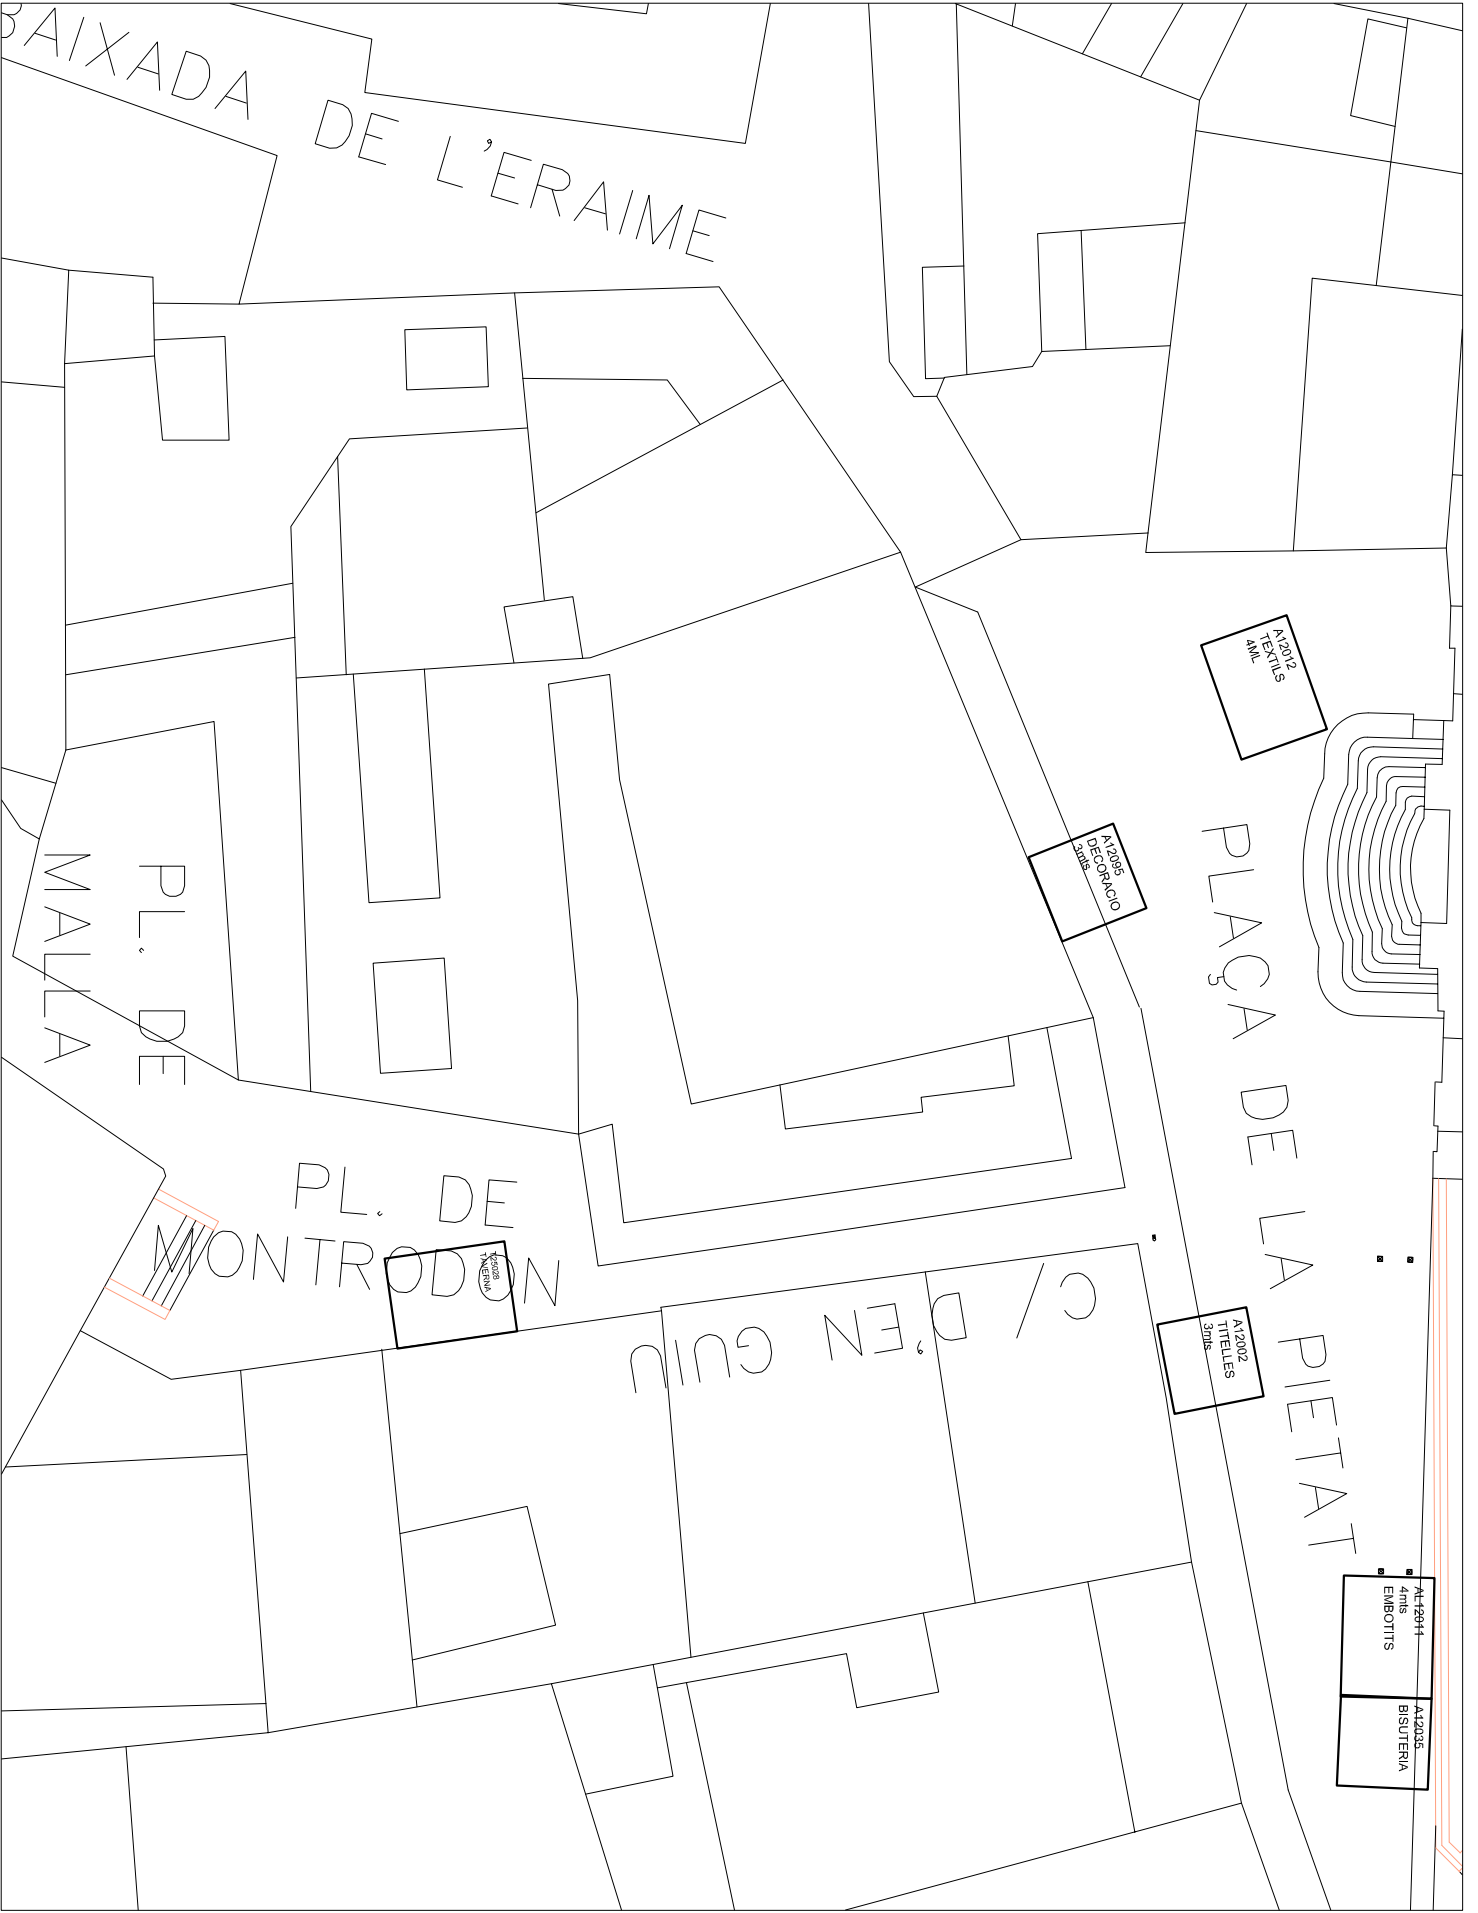 BAIXADA DE L'ERAIME
A12012
TEXTILS
4ML
A12095
DECORACIO
3mts
PLAÇA DE LA PIETAT
PL. DE
MALLA
PL. DE
MONTRODON
T25028
TAVERNA
C/ D'EN GUIU
A12002
TITELLES
3mts
AL12011
4mts
EMBOTITS
A12035
BISUTERIA